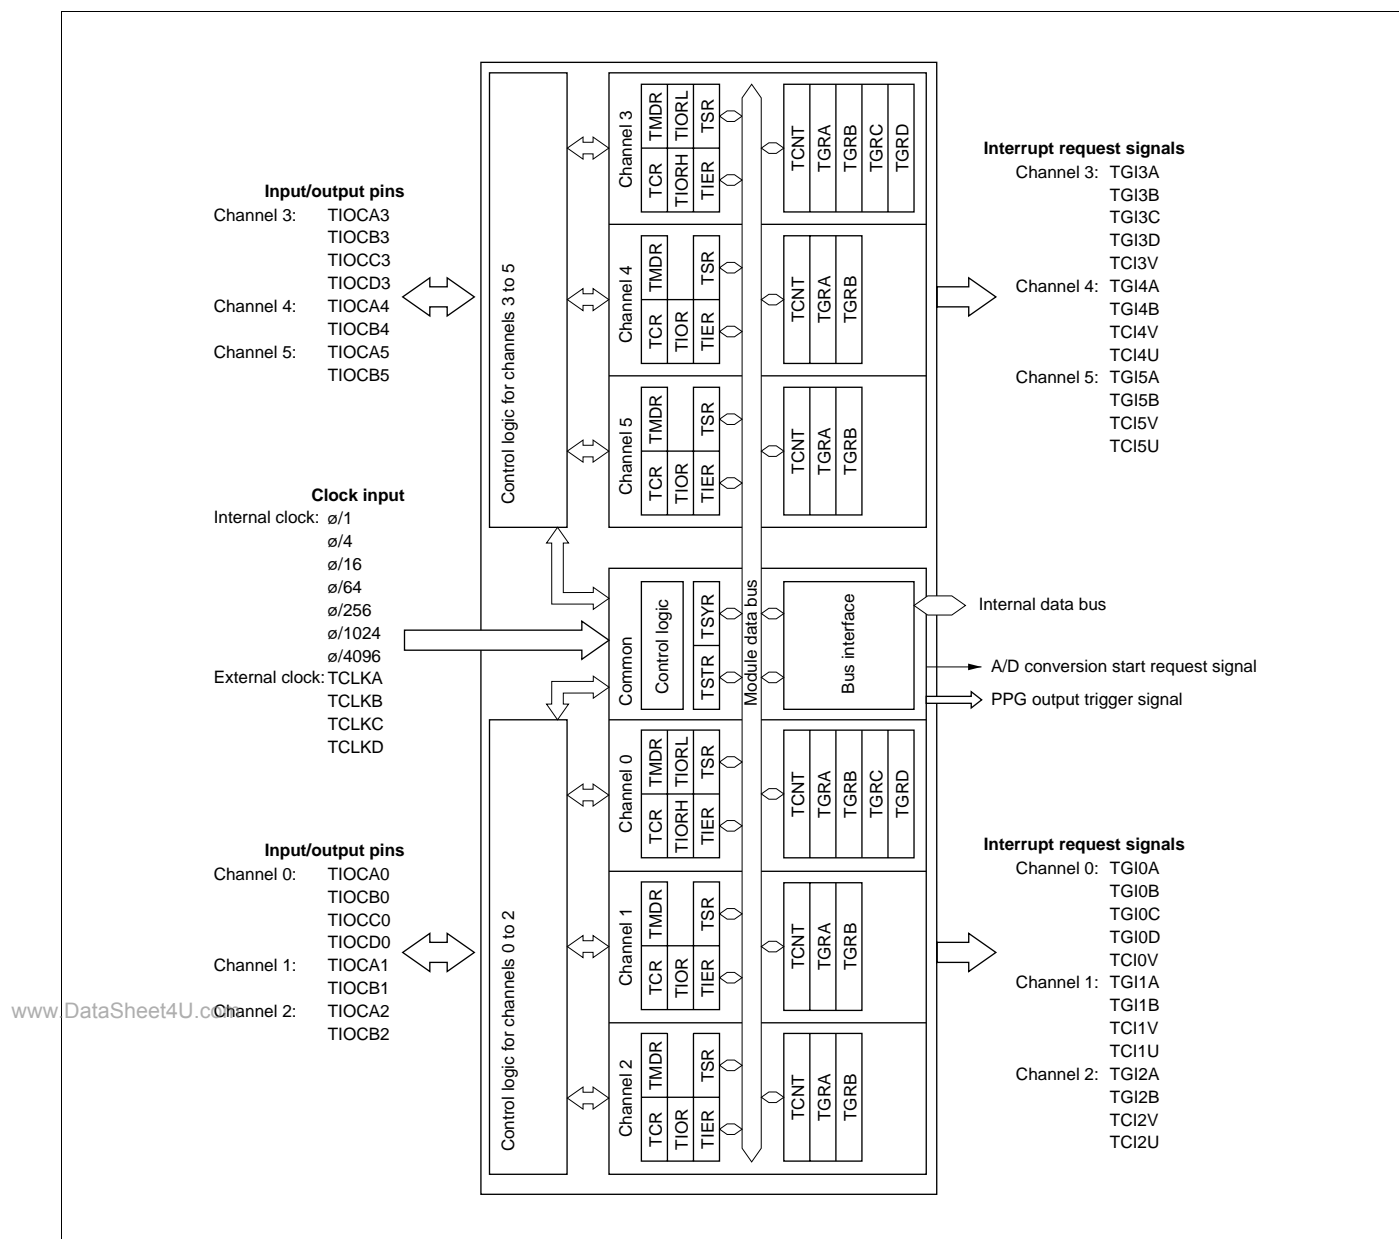 Input/output pins
Channel 3: TIOCA3
TIOCB3
TIOCC3
TIOCD3
Channel 4: TIOCA4
TIOCB4
Channel 5: TIOCA5
TIOCB5
Clock input
Internal clock: ø/1
ø/4
ø/16
ø/64
ø/256
ø/1024
ø/4096
External clock: TCLKA
TCLKB
TCLKC
TCLKD
Input/output pins
Channel 0: TIOCA0
TIOCB0
TIOCC0
TIOCD0
Channel 1: TIOCA1
TIOCB1
Channel 2: TIOCA2
TIOCB2
www.DataSheet4U.com
Control logic for channels 3 to 5
Control logic for channels 0 to 2
Channel 3
TMDR
TIORL
TSR
TCR
TIORH
TIER
TCNT
TGRA
TGRB
TGRC
TGRD
Channel 4
TMDR
TSR
TCR
TIOR
TIER
TCNT
TGRA
TGRB
Channel 5
TMDR
TSR
TCR
TIOR
TIER
TCNT
TGRA
TGRB
Common
Control logic
TSYR
TSTR
Module data bus
Bus interface
Channel 0
TMDR
TIORL
TSR
TCR
TIORH
TIER
TCNT
TGRA
TGRB
TGRC
TGRD
Channel 1
TMDR
TSR
TCR
TIOR
TIER
TCNT
TGRA
TGRB
Channel 2
TMDR
TSR
TCR
TIOR
TIER
TCNT
TGRA
TGRB
Interrupt request signals
Channel 3: TGI3A
TGI3B
TGI3C
TGI3D
TCI3V
Channel 4: TGI4A
TGI4B
TCI4V
TCI4U
Channel 5: TGI5A
TGI5B
TCI5V
TCI5U
Internal data bus
A/D conversion start request signal
PPG output trigger signal
Interrupt request signals
Channel 0: TGI0A
TGI0B
TGI0C
TGI0D
TCI0V
Channel 1: TGI1A
TGI1B
TCI1V
TCI1U
Channel 2: TGI2A
TGI2B
TCI2V
TCI2U